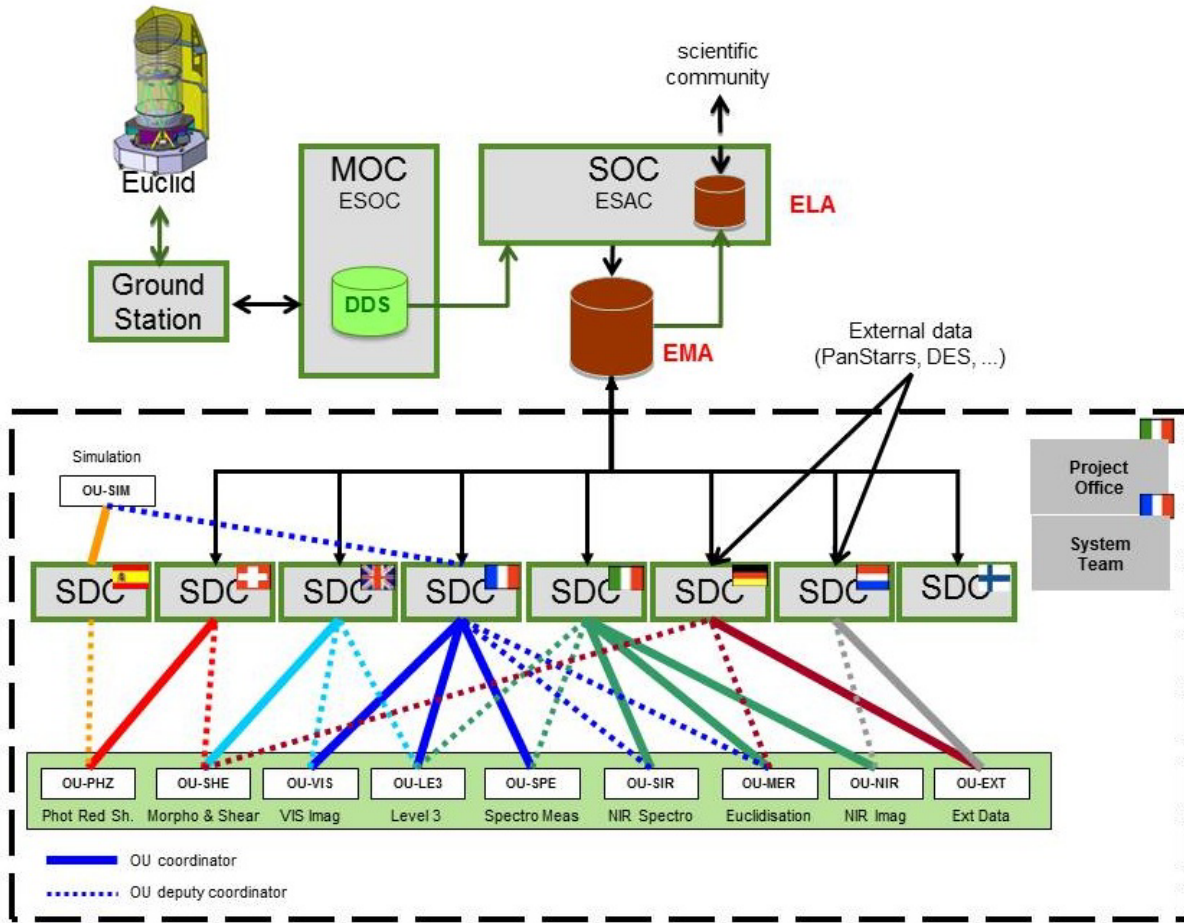 scientific
community
Euclid
MOC
ESOC
SOC
ESAC
ELA
Ground
Station
DDS
EMA
External data
(PanStarrs, DES, ...)
Simulation
OU-SIM
Project
Office
System
Team
SDC
SDC
SDC
SDC
SDC
SDC
SDC
SDC
OU-PHZ
OU-SHE
OU-VIS
OU-LE3
OU-SPE
OU-SIR
OU-MER
OU-NIR
OU-EXT
Phot Red Sh.
Morpho & Shear
VIS Imag
Level 3
Spectro Meas
NIR Spectro
Euclidisation
NIR Imag
Ext Data
OU coordinator
OU deputy coordinator